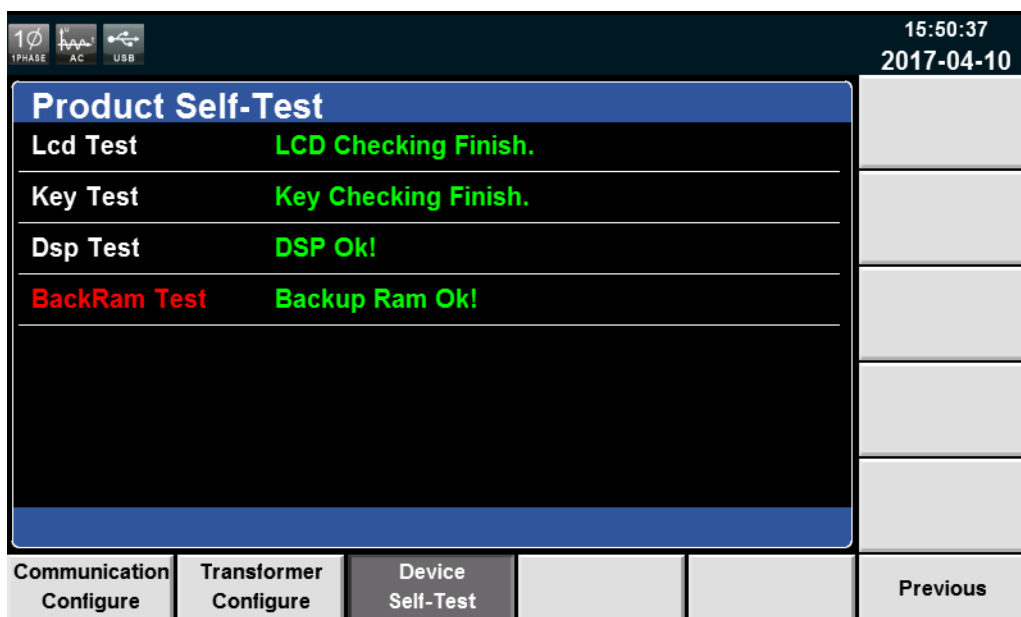 1Ø
1PHASE
U
t
AC
USB
15:50:37
2017-04-10
Product Self-Test
Lcd Test LCD Checking Finish.
Key Test Key Checking Finish.
Dsp Test DSP Ok!
BackRam Test Backup Ram Ok!
Communication Configure
Transformer Configure
Device Self-Test
Previous